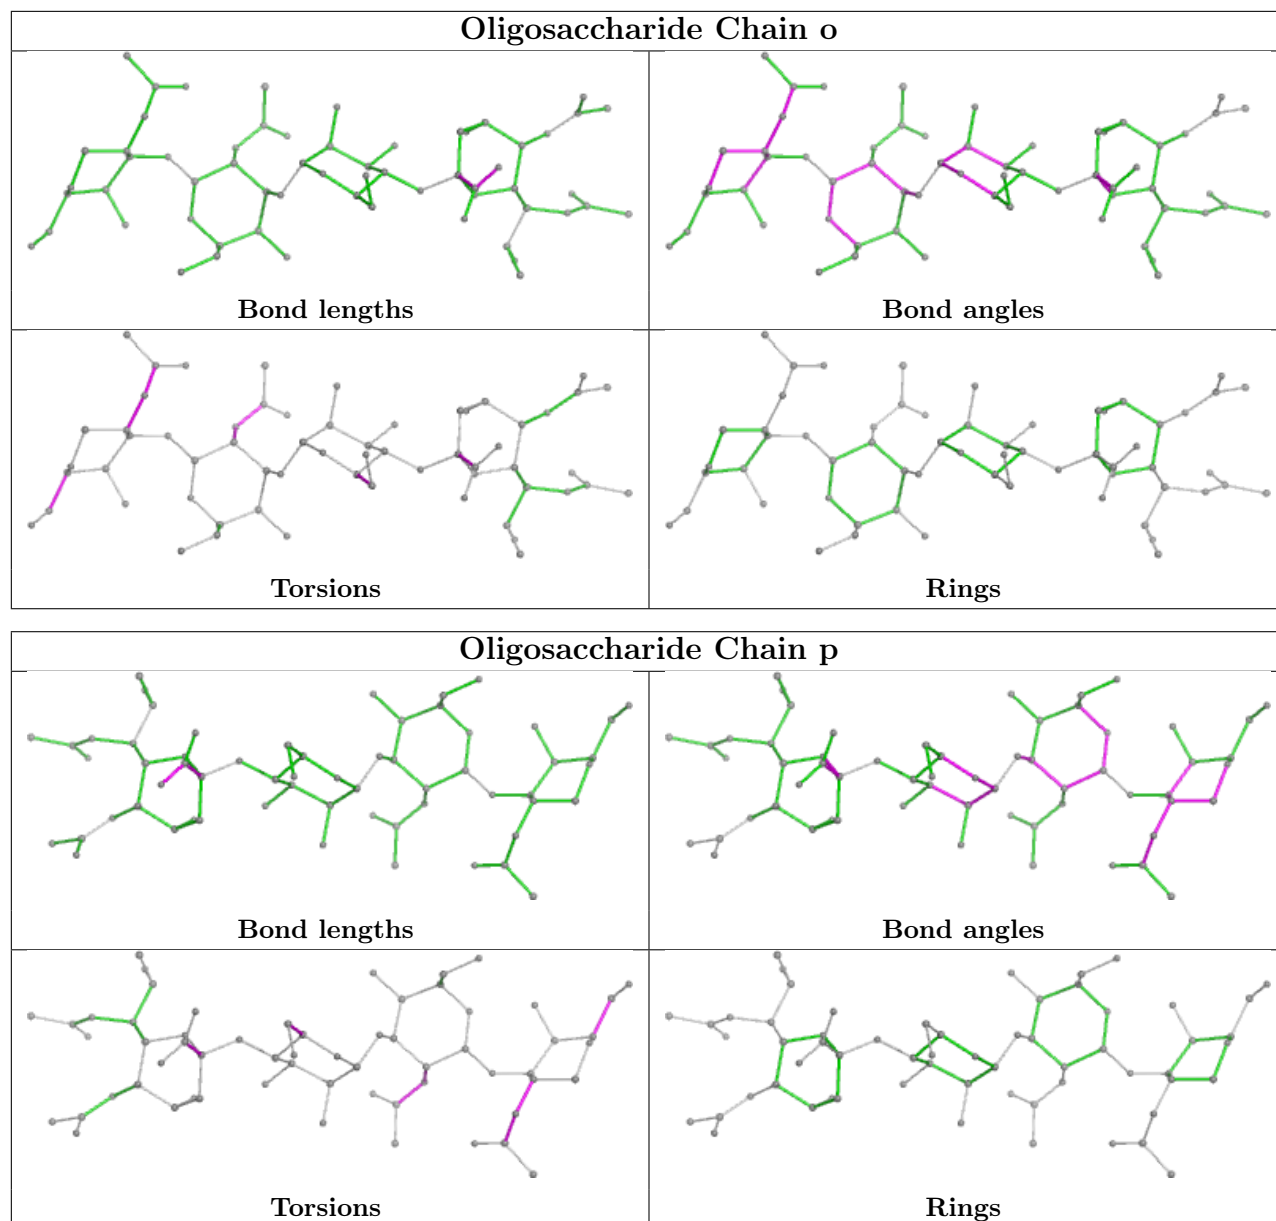 Oligosaccharide Chain o
Bond lengths
Bond angles
Torsions
Rings
Oligosaccharide Chain p
Bond lengths
Bond angles
Torsions
Rings